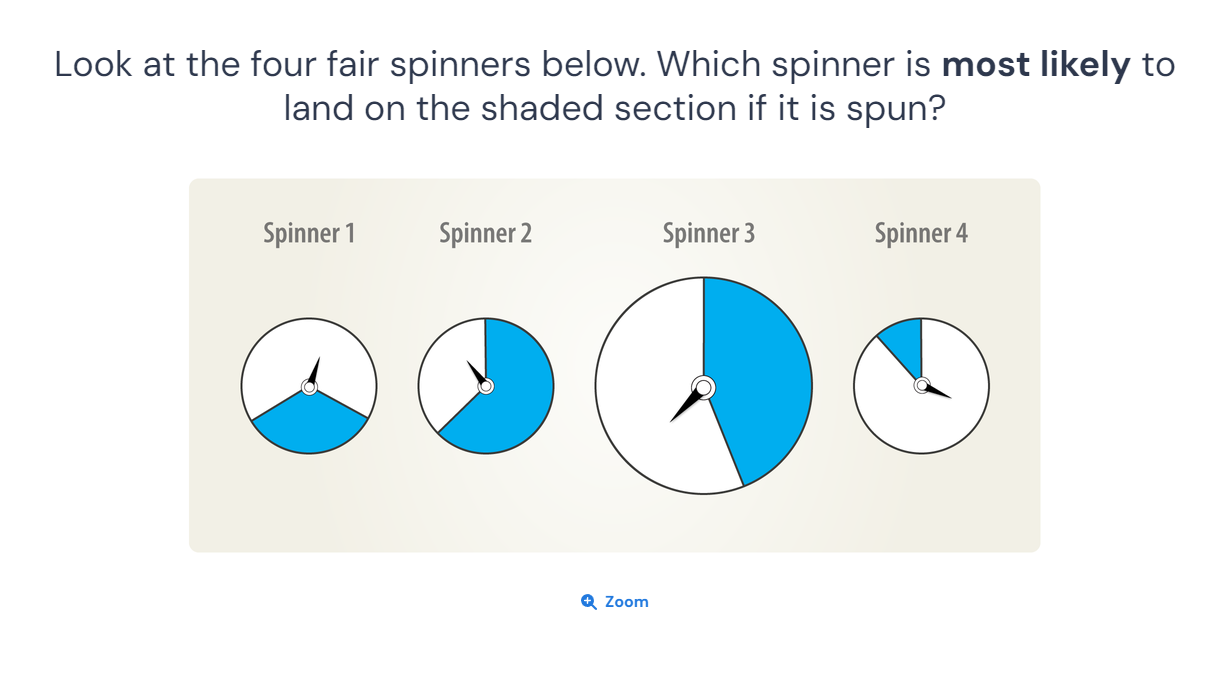 Look at the four fair spinners below. Which spinner is most likely to
land on the shaded section if it is spun?
Spinner 1 Spinner 2 Spinner 3 Spinner 4
Zoom